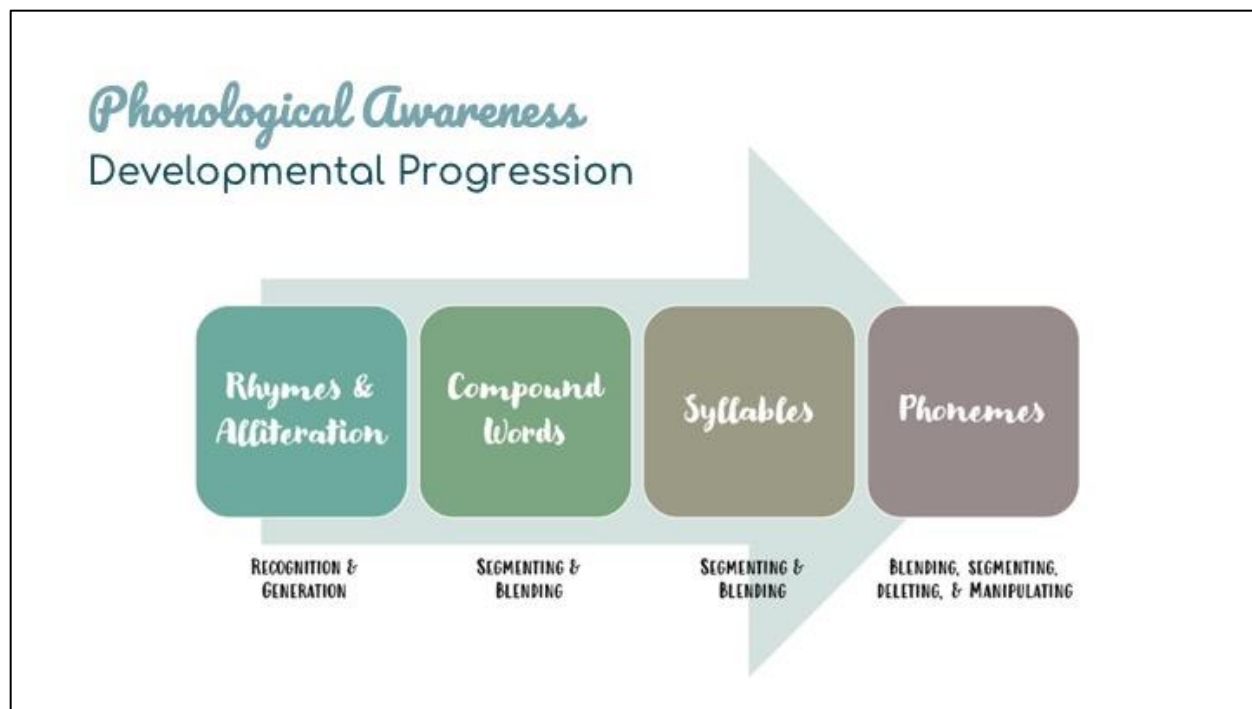 Phonological Awareness
Developmental Progression
Rhymes &
Alliteration
Compound
Words
Syllables
Phonemes
Recognition &
Generation
Segmenting &
Blending
Segmenting &
Blending
Blending, segmenting,
deleting, & Manipulating